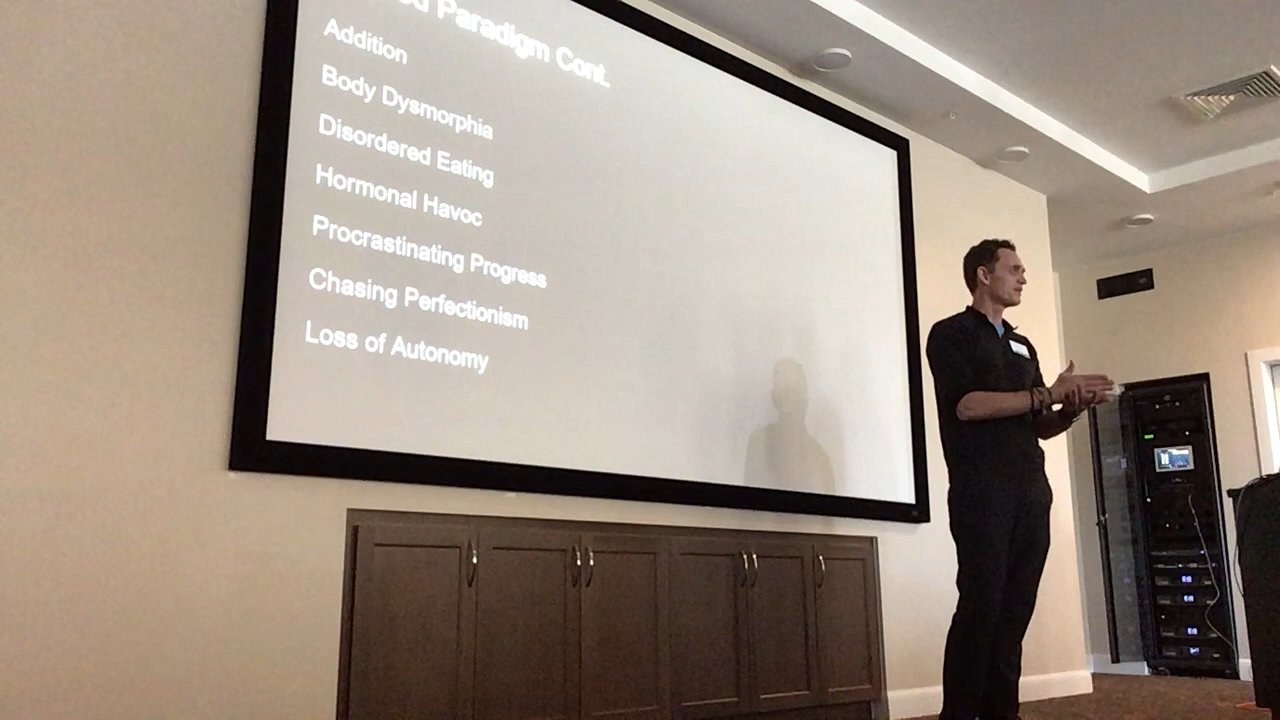 Paradigm Cont.
Addition
Body Dysmorphia
Disordered Eating
Hormonal Havoc
Procrastinating Progress
Chasing Perfectionism
Loss of Autonomy